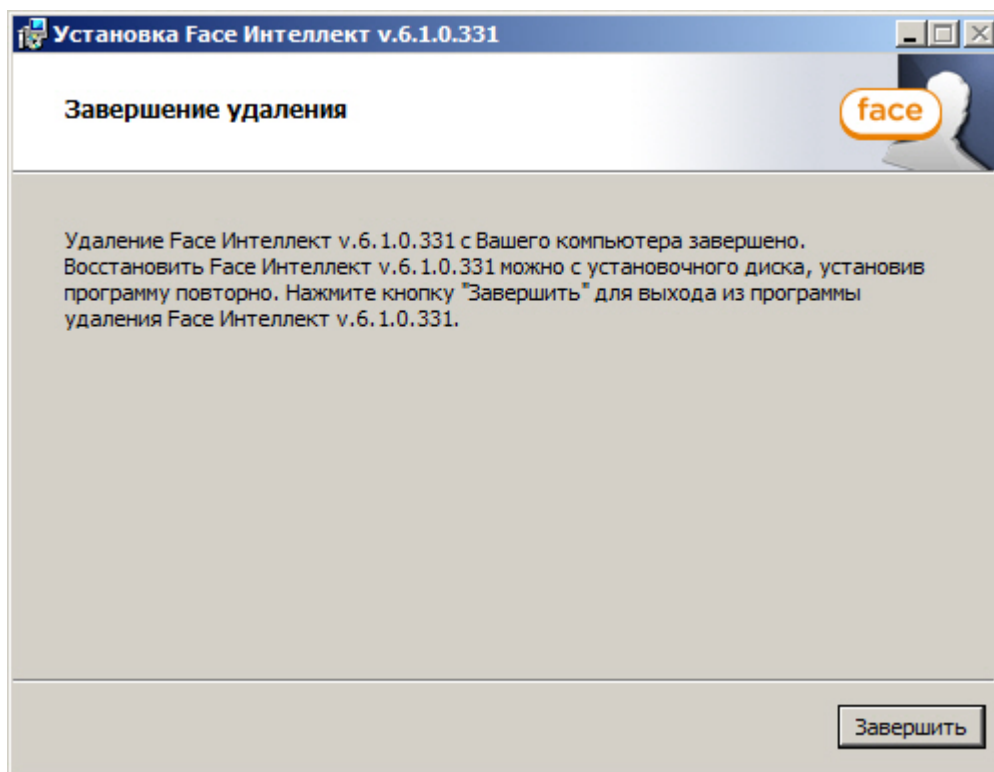 Установка Face Интеллект v.6.1.0.331
Завершение удаления
face
Удаление Face Интеллект v.6.1.0.331 с Вашего компьютера завершено.
Восстановить Face Интеллект v.6.1.0.331 можно с установочного диска, установив
программу повторно. Нажмите кнопку "Завершить" для выхода из программы
удаления Face Интеллект v.6.1.0.331.
Завершить